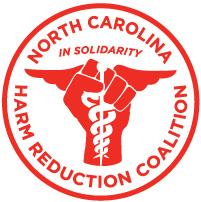 NORTH CAROLINA
IN SOLIDARITY
HARM REDUCTION COALITION